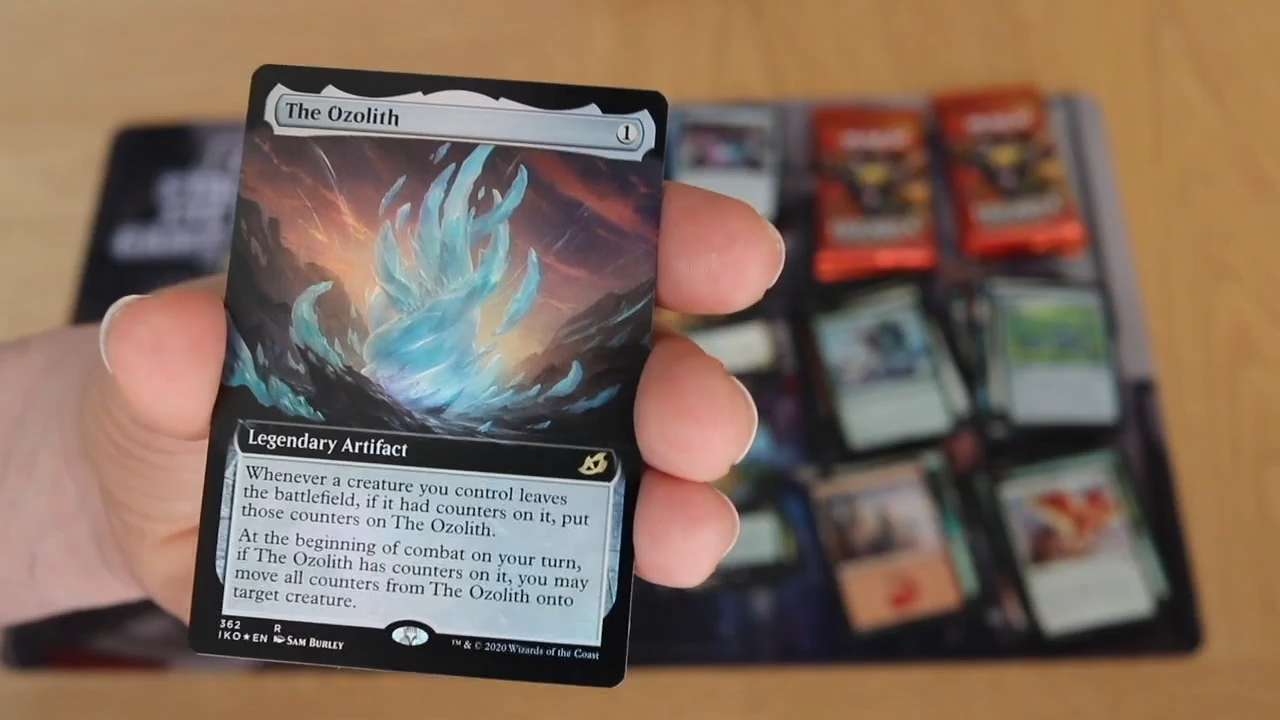 The Ozolith
1
Legendary Artifact
Whenever a creature you control leaves
the battlefield, if it had counters on it, put
those counters on The Ozolith.
At the beginning of combat on your turn,
if The Ozolith has counters on it, you may
move all counters from The Ozolith onto
target creature.
362 R
IKO★EN SAM BURLEY
™ & © 2020 Wizards of the Coast